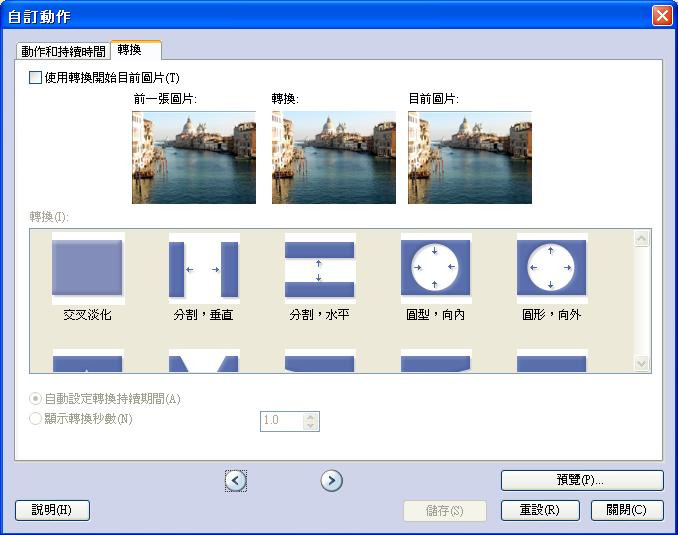 自訂動作
動作和持續時間
轉換
使用轉換開始目前圖片(T)
前一張圖片:
轉換:
目前圖片:
轉換(I):
交叉淡化
分割，垂直
分割，水平
圓型，向內
圓形，向外
自動設定轉換持續期間(A)
顯示轉換秒數(N)
1.0
預覽(P)...
說明(H)
儲存(S)
重設(R)
關閉(C)